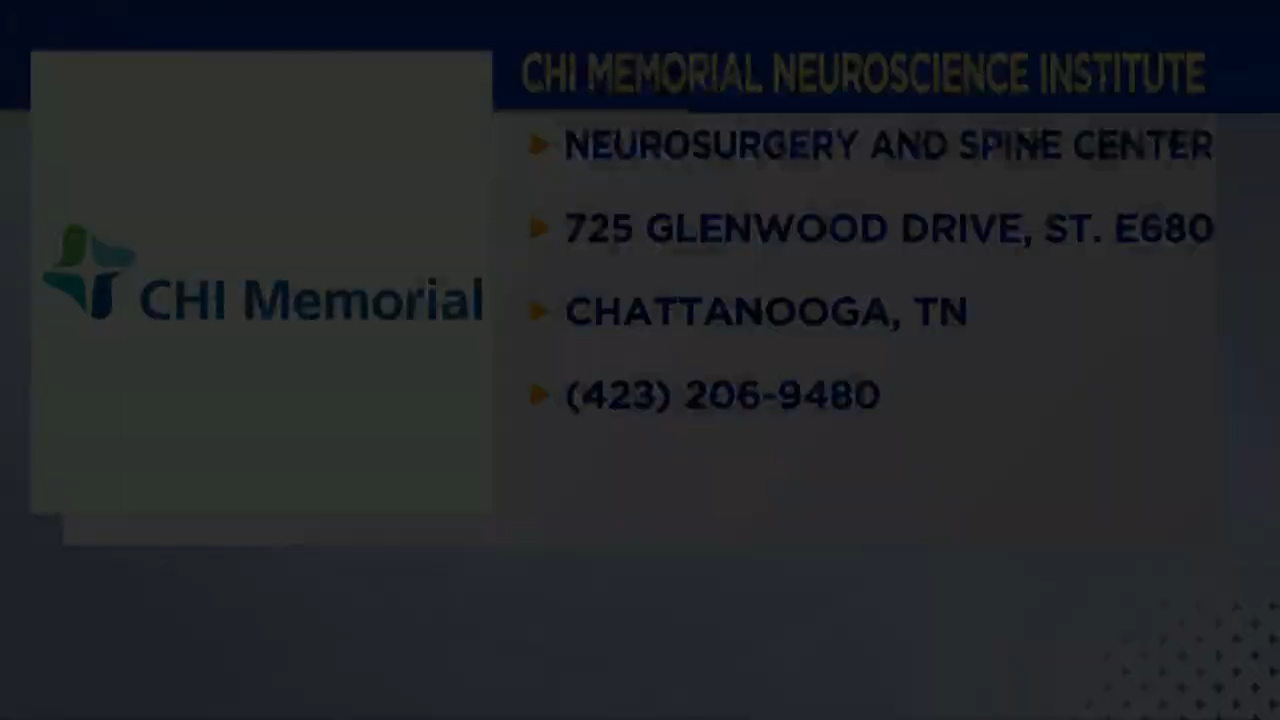 CHI MEMORIAL NEUROSCIENCE INSTITUTE
NEUROSURGERY AND SPINE CENTER
725 GLENWOOD DRIVE, ST. E680
CHATTANOOGA, TN
(423) 206-9480
CHI Memorial